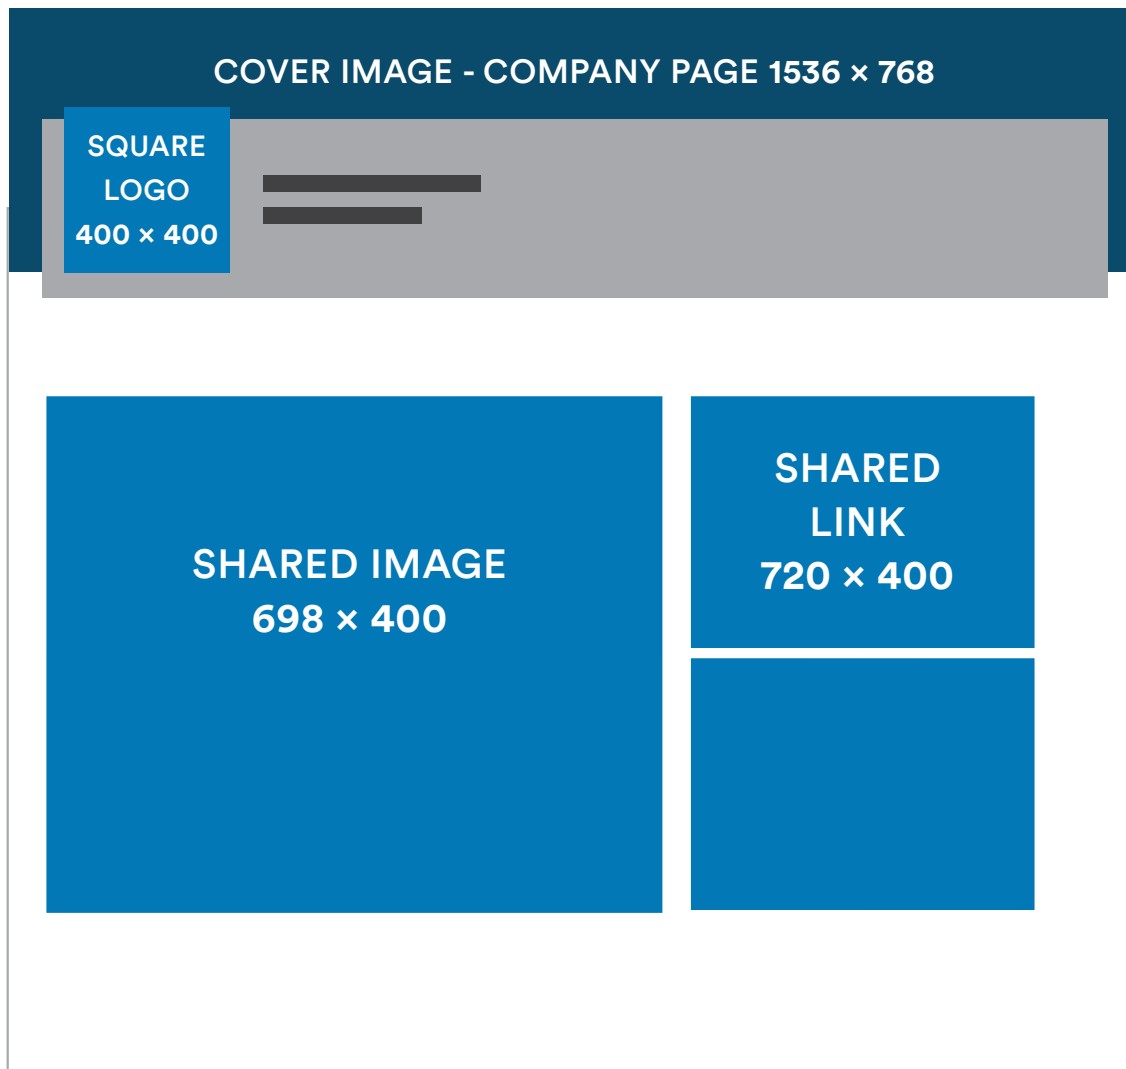 COVER IMAGE - COMPANY PAGE 1536 × 768
SQUARE
LOGO
400 × 400
SHARED IMAGE
698 × 400
SHARED
LINK
720 × 400